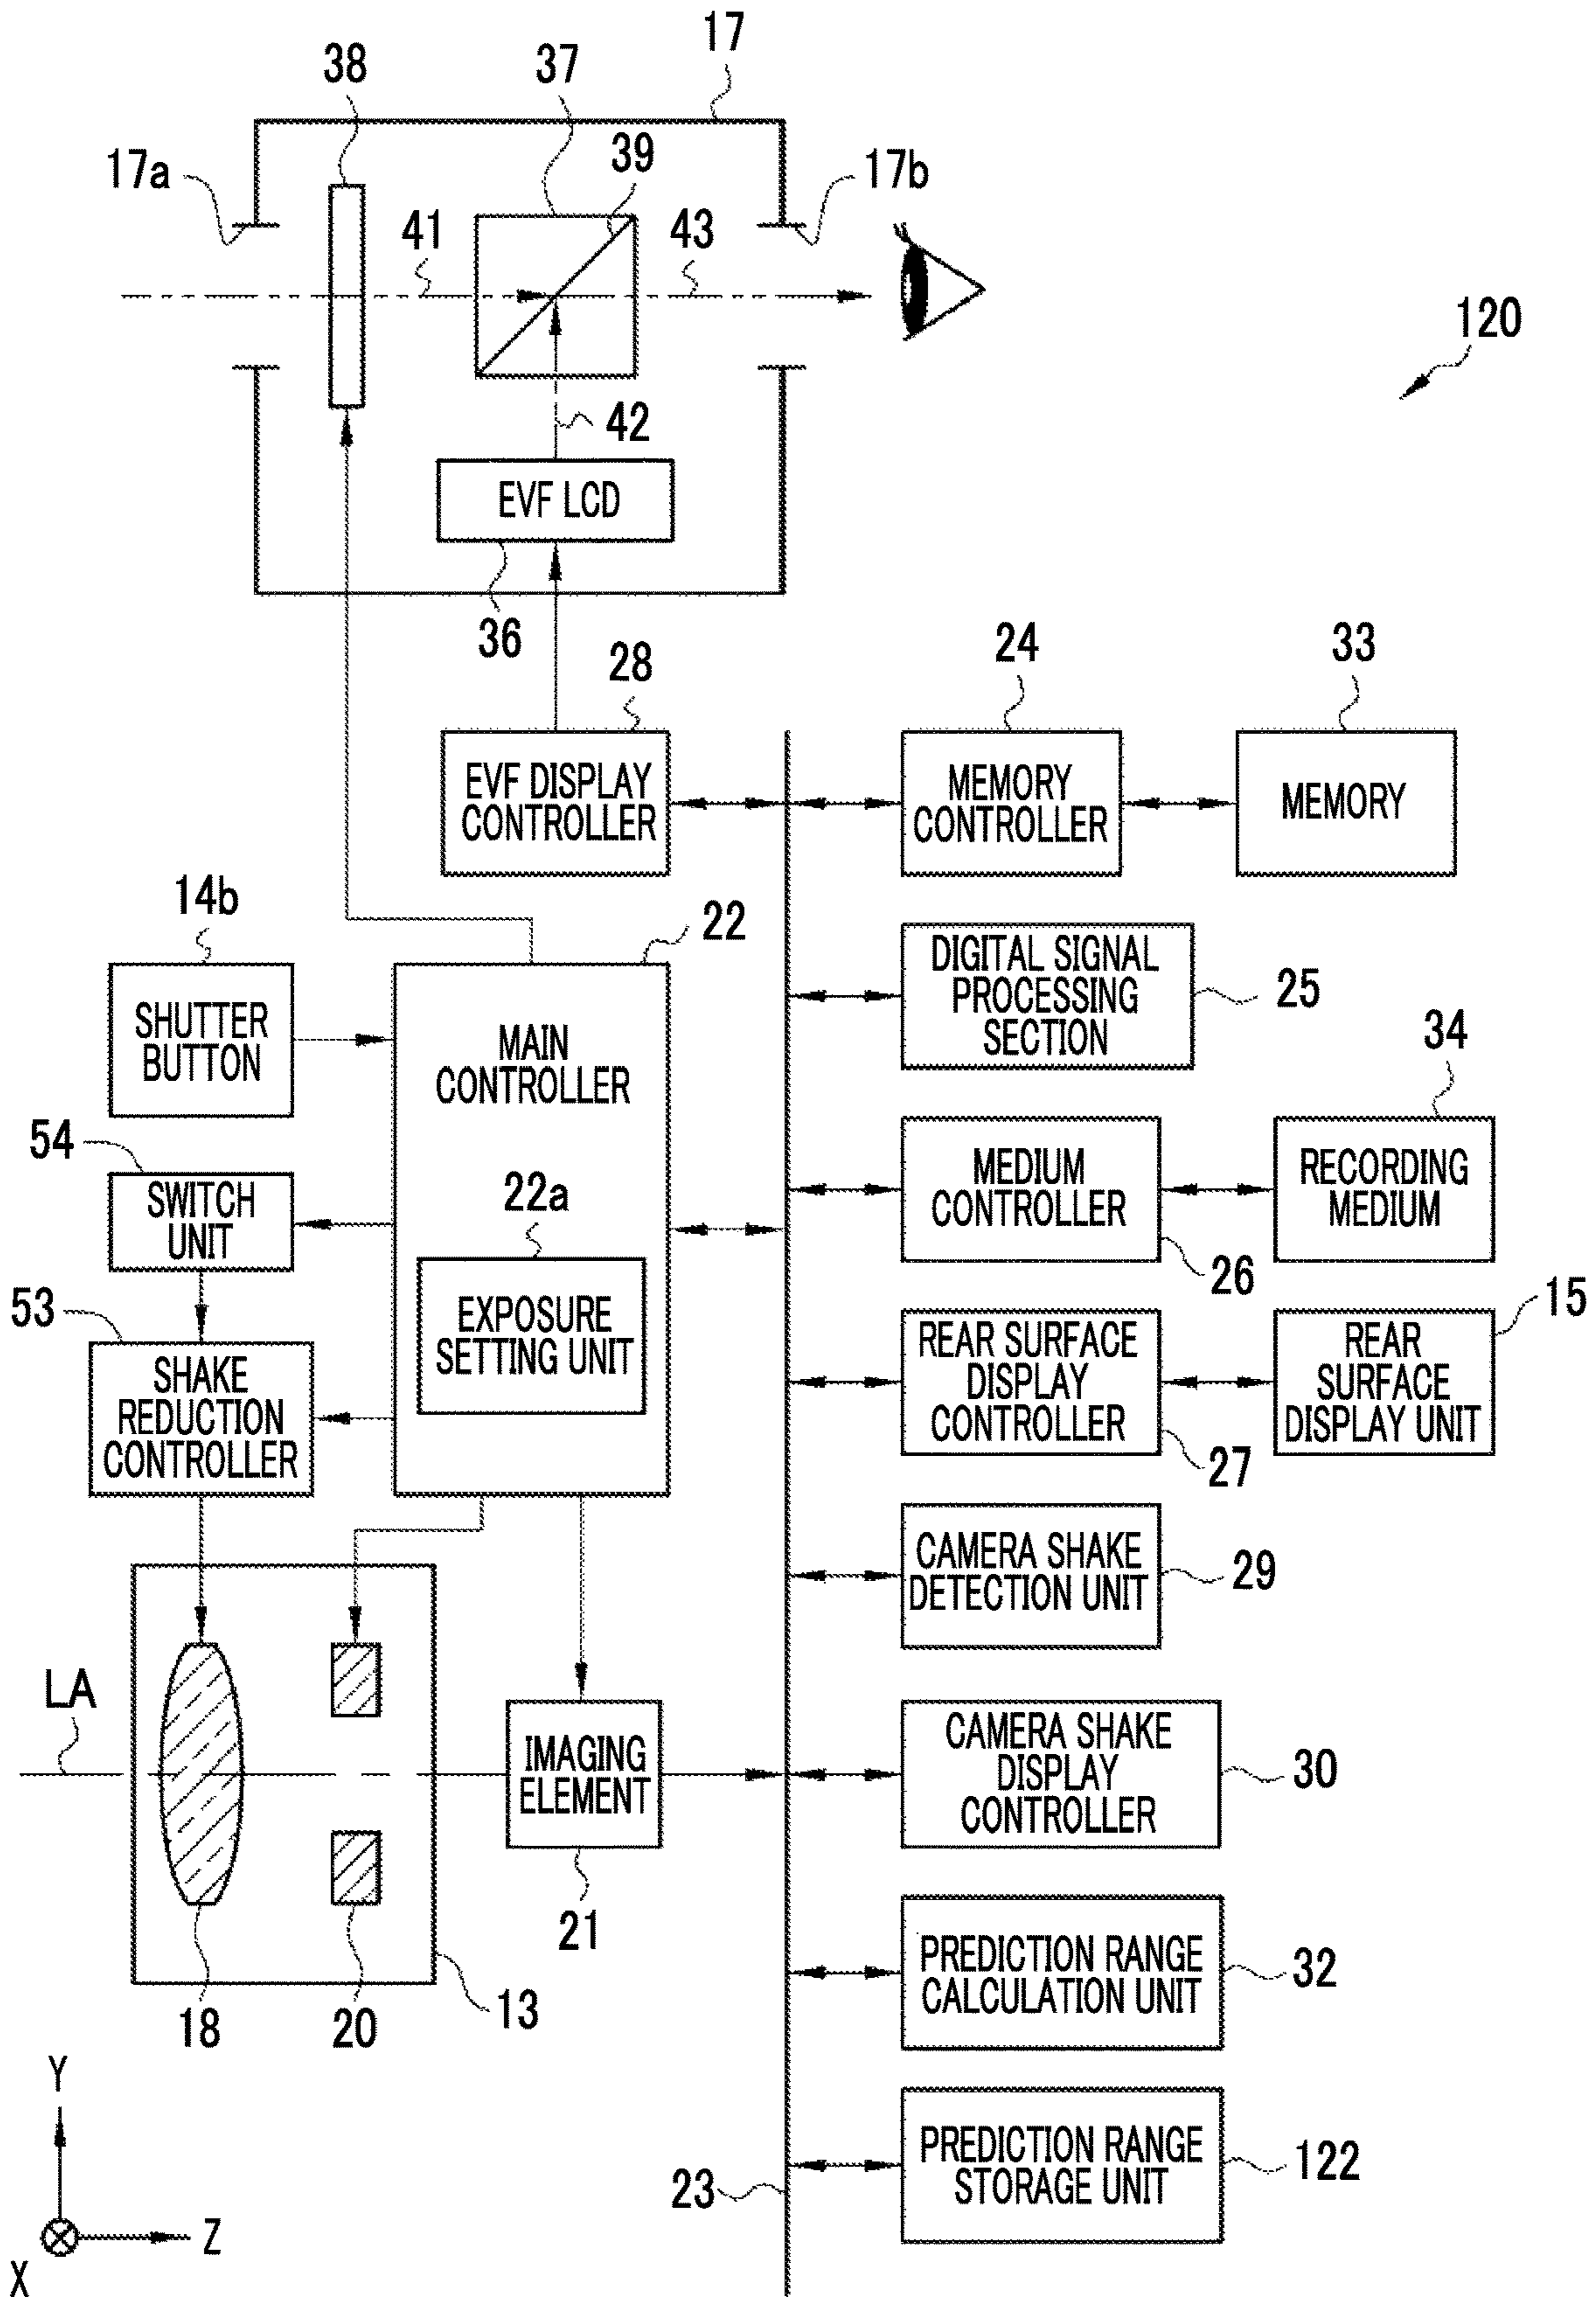 17
38
37
39
17a
17b
41
43
120
42
EVF LCD
36
28
24
33
EVF DISPLAY
CONTROLLER
MEMORY
CONTROLLER
MEMORY
14b
22
DIGITAL SIGNAL
PROCESSING
SECTION
25
SHUTTER
BUTTON
MAIN
CONTROLLER
34
54
SWITCH
UNIT
22a
MEDIUM
CONTROLLER
RECORDING
MEDIUM
26
53
EXPOSURE
SETTING UNIT
15
REAR SURFACE
DISPLAY
CONTROLLER
REAR
SURFACE
DISPLAY UNIT
SHAKE
REDUCTION
CONTROLLER
27
CAMERA SHAKE
DETECTION UNIT
29
LA
IMAGING
ELEMENT
CAMERA SHAKE
DISPLAY
CONTROLLER
30
21
18
20
13
PREDICTION RANGE
CALCULATION UNIT
32
Y
Z
X
23
PREDICTION RANGE
STORAGE UNIT
122